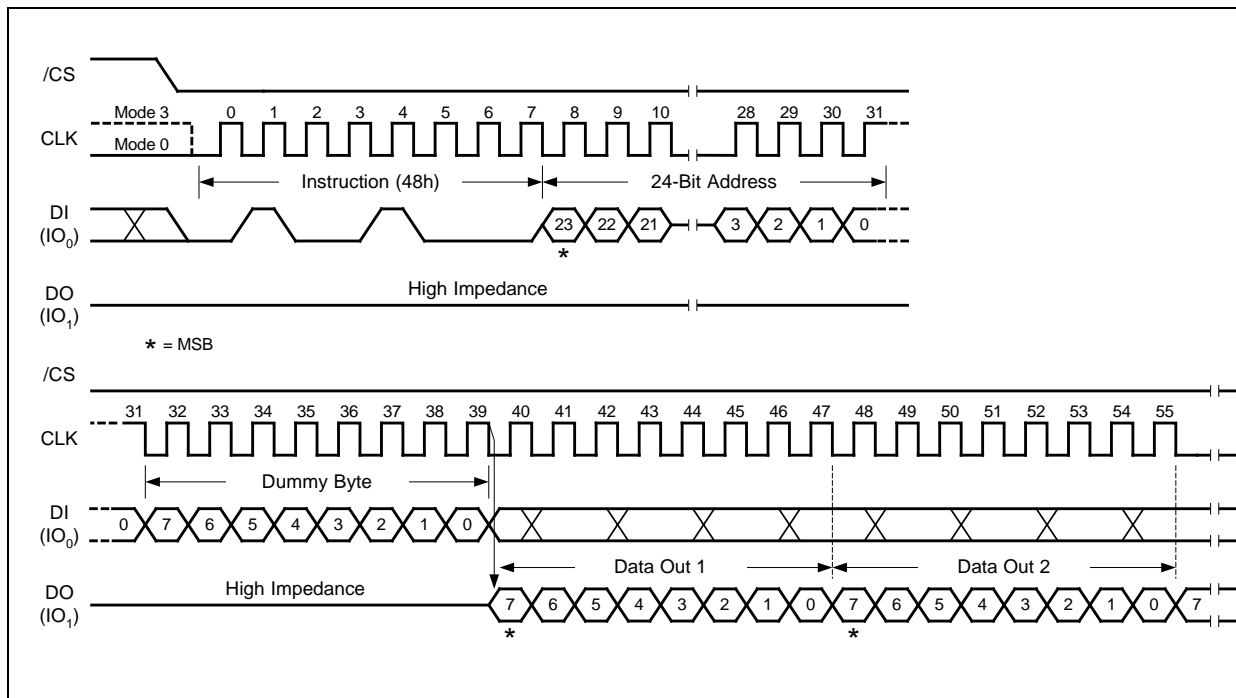 /CS
Mode 3 0 1 2 3 4 5 6 7 8 9 10 28 29 30 31
CLK
Mode 0
Instruction (48h) 24-Bit Address
DI
(IO0) 23 22 21 3 2 1 0
*
High Impedance
DO
(IO1)
* = MSB
/CS
31 32 33 34 35 36 37 38 39 40 41 42 43 44 45 46 47 48 49 50 51 52 53 54 55
CLK
Dummy Byte
DI
(IO0) 0 7 6 5 4 3 2 1 0
Data Out 1 Data Out 2
High Impedance
DO
(IO1) 7 6 5 4 3 2 1 0 7 6 5 4 3 2 1 0 7
* *